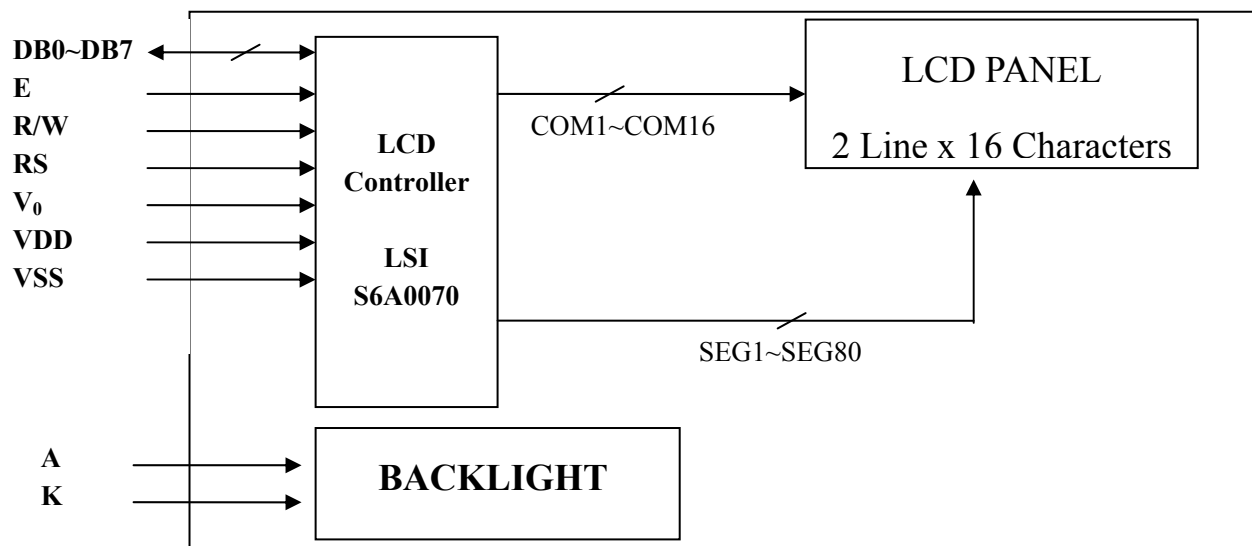 DB0~DB7
E
R/W
RS
V₀
VDD
VSS
LCD
Controller
LSI
S6A0070
COM1~COM16
LCD PANEL
2 Line x 16 Characters
SEG1~SEG80
A
K
BACKLIGHT